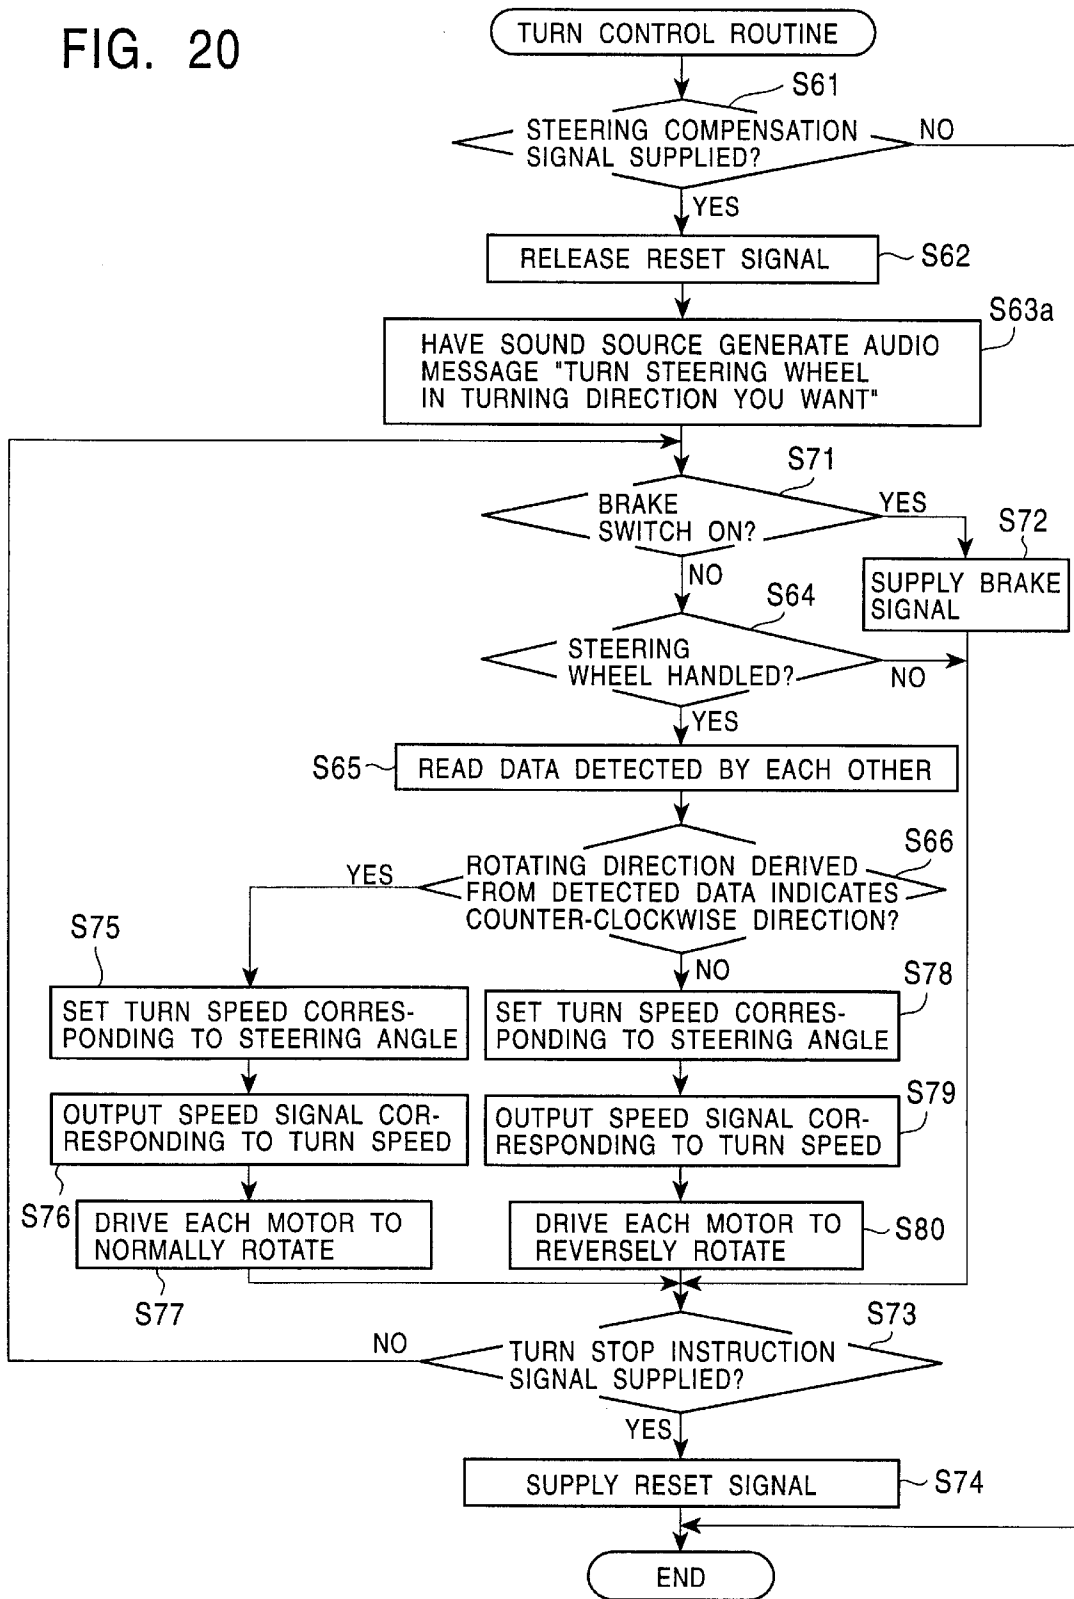 FIG. 20
TURN CONTROL ROUTINE
S61
STEERING COMPENSATION
SIGNAL SUPPLIED?
NO
YES
RELEASE RESET SIGNAL
S62
S63a
HAVE SOUND SOURCE GENERATE AUDIO
MESSAGE "TURN STEERING WHEEL
IN TURNING DIRECTION YOU WANT"
S71
BRAKE
SWITCH ON?
YES
S72
NO
SUPPLY BRAKE
SIGNAL
S64
STEERING
WHEEL HANDLED?
NO
YES
S65
READ DATA DETECTED BY EACH OTHER
S66
YES
ROTATING DIRECTION DERIVED
FROM DETECTED DATA INDICATES
COUNTER-CLOCKWISE DIRECTION?
S75
NO
S78
SET TURN SPEED CORRES-
PONDING TO STEERING ANGLE
SET TURN SPEED CORRES-
PONDING TO STEERING ANGLE
S79
OUTPUT SPEED SIGNAL COR-
RESPONDING TO TURN SPEED
OUTPUT SPEED SIGNAL COR-
RESPONDING TO TURN SPEED
S76
DRIVE EACH MOTOR TO
NORMALLY ROTATE
DRIVE EACH MOTOR TO
REVERSELY ROTATE
S80
S77
S73
NO
TURN STOP INSTRUCTION
SIGNAL SUPPLIED?
YES
SUPPLY RESET SIGNAL
S74
END